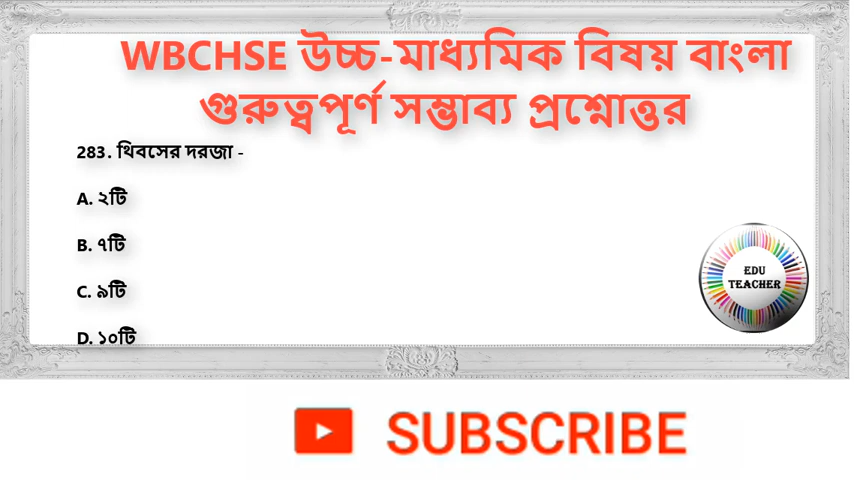 WBCHSE উচ্চ-মাধ্যমিক বিষয় বাংলা
গুরুত্বপূর্ণ সম্ভাব্য প্রশ্নোত্তর
283. থিবসের দরজা -
A. ২টি
B. ৭টি
C. ৯টি
D. ১০টি
EDU
TEACHER
SUBSCRIBE